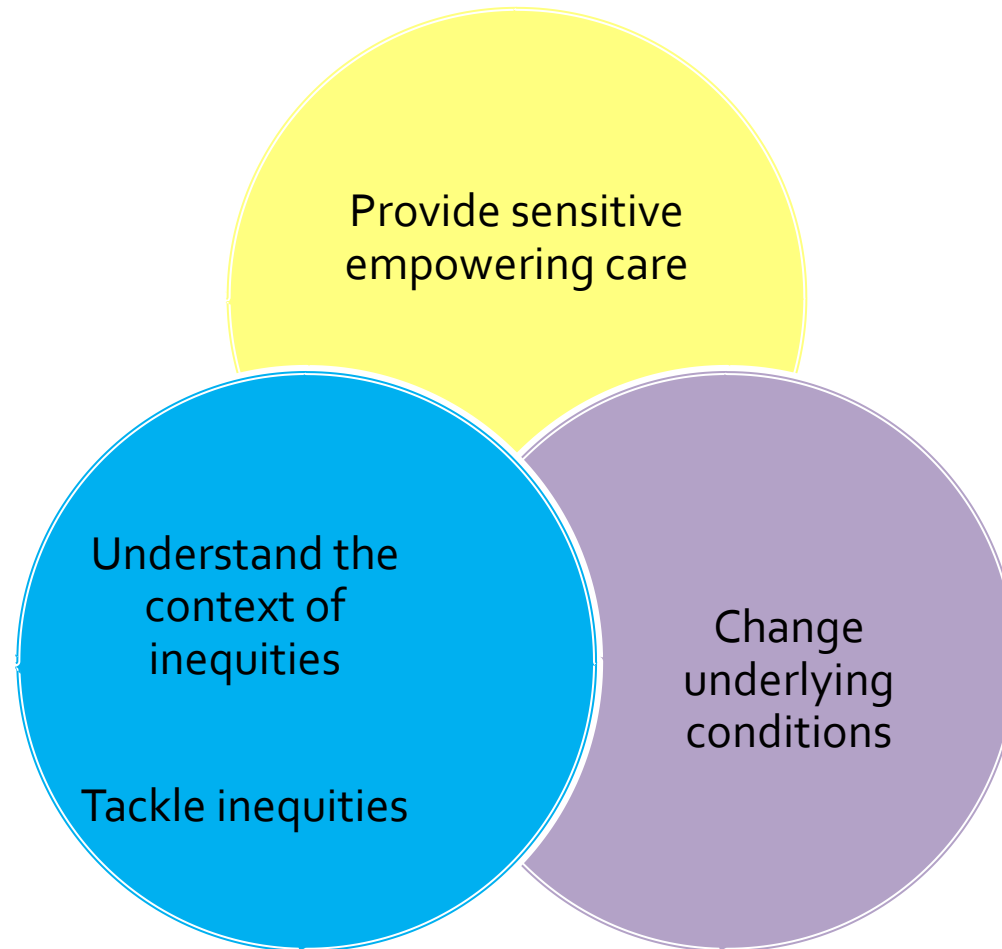 Provide sensitive
empowering care
Understand the
context of
inequities
Tackle inequities
Change
underlying
conditions